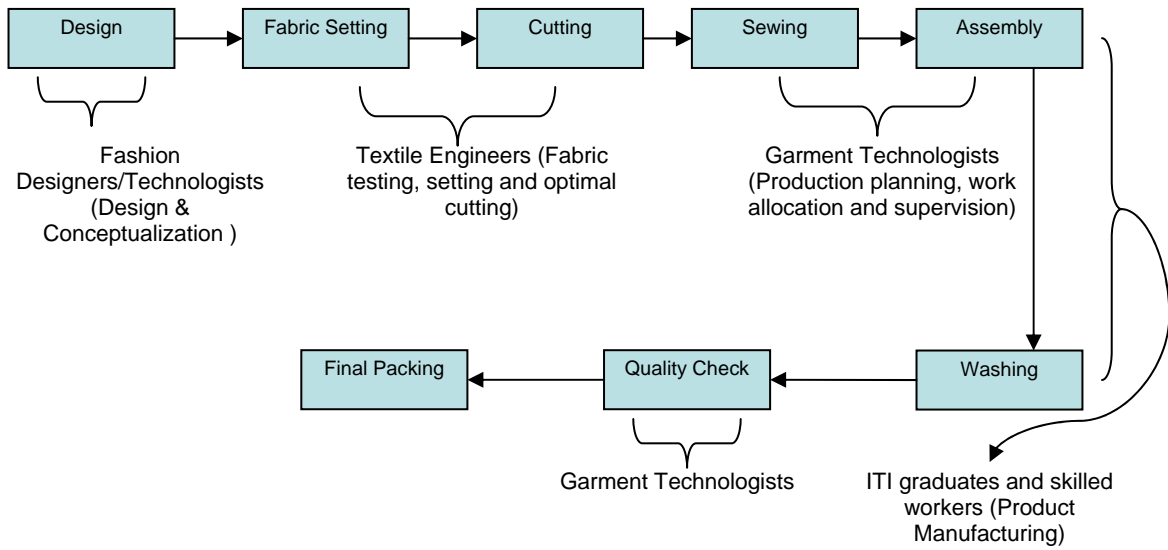 Design
Fabric Setting
Cutting
Sewing
Assembly
Fashion
Designers/Technologists
(Design &
Conceptualization )
Textile Engineers (Fabric
testing, setting and optimal
cutting)
Garment Technologists
(Production planning, work
allocation and supervision)
Final Packing
Quality Check
Washing
Garment Technologists
ITI graduates and skilled
workers (Product
Manufacturing)